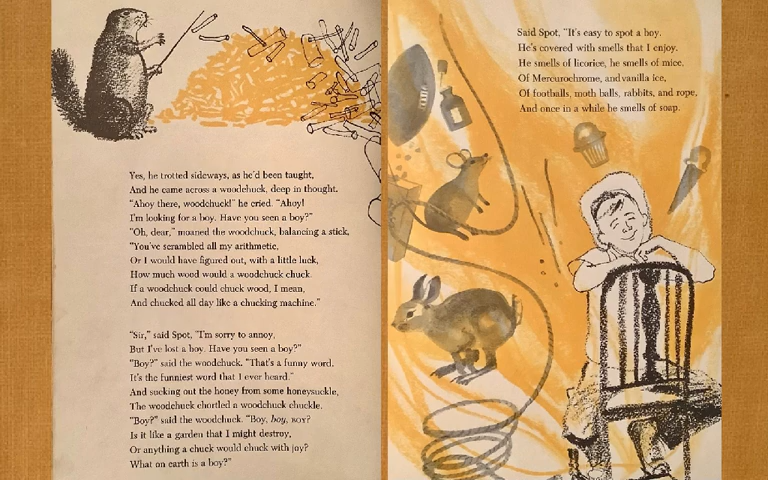 Yes, he trotted sideways, as he'd been taught,
And he came across a woodchuck, deep in thought.
"Ahoy there, woodchuck!" he cried. "Ahoy!
I'm looking for a boy. Have you seen a boy?"
"Oh, dear," moaned the woodchuck, balancing a stick,
"You've scrambled all my arithmetic,
Or I would have figured out, with a little luck,
How much wood would a woodchuck chuck.
If a woodchuck could chuck wood, I mean,
And chucked all day like a chucking machine."
"Sir," said Spot, "I'm sorry to annoy,
But I've lost a boy. Have you seen a boy?"
"Boy?" said the woodchuck. "That's a funny word.
It's the funniest word that I ever heard."
And sucking out the honey from some honeysuckle,
The woodchuck chortled a woodchuck chuckle.
"Boy?" said the woodchuck. "Boy, boy, BOY?
Is it like a garden that I might destroy,
Or anything a chuck would chuck with joy?
What on earth is a boy?"
Said Spot, "It's easy to spot a boy.
He's covered with smells that I enjoy.
He smells of licorice, he smells of mice.
Of Mercurochrome, and vanilla ice,
Of footballs, moth balls, rabbits, and rope,
And once in a while he smells of soap.